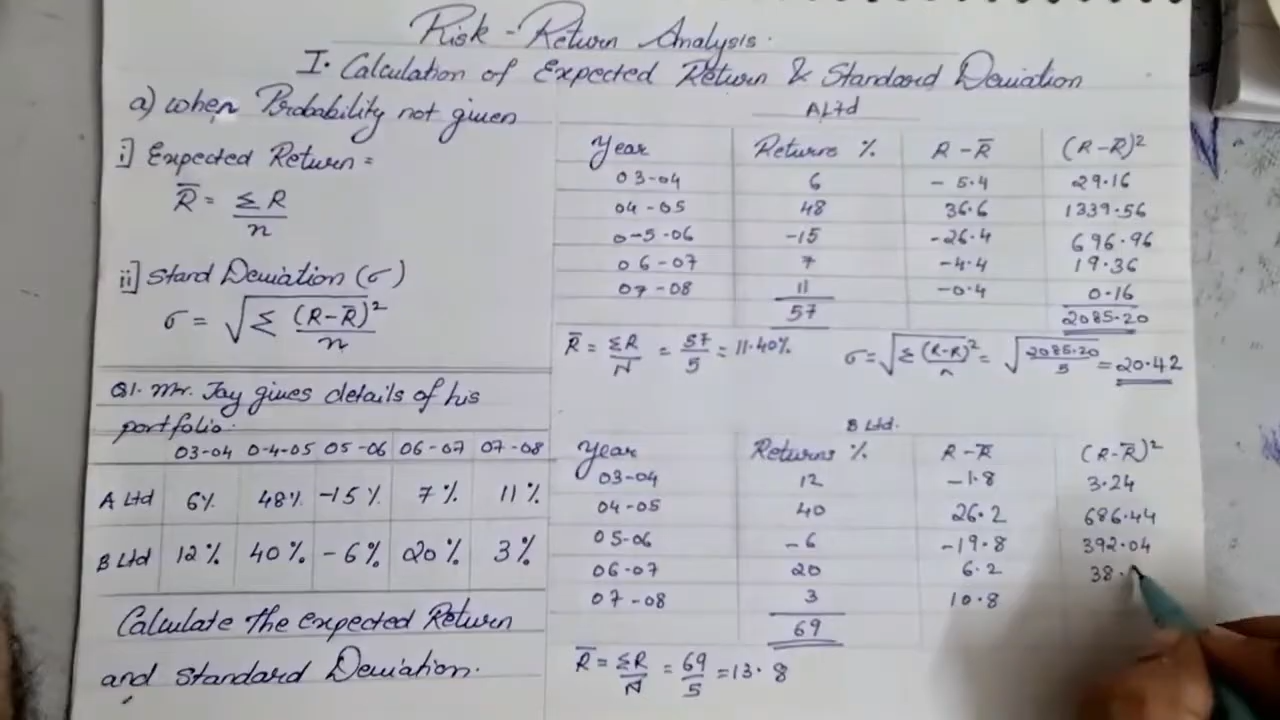 Risk - Return Analysis.
I. Calculation of Expected Return & Standard Deviation
a) when Probability not given
i] Expected Return =
R̅ = ΣR / n
ii] Stard Deviation (σ)
σ = √Σ (R-R̅)² / n
Q1. Mr. Jay gives details of his
portfolio.
03-04 0-4-05 05-06 06-07 07-08
A Ltd 6% 48% -15% 7% 11%
B Ltd 12% 40% -6% 20% 3%
Calculate the expected Return
and standard Deviation.
A Ltd
Year Returns % R-R̅ (R-R̅)²
03-04 6 -5.4 29.16
04-05 48 36.6 1339.56
0-5-06 -15 -26.4 696.96
06-07 7 -4.4 19.36
07-08 11 -0.4 0.16
57 2085.20
R̅ = ΣR / N = 57 / 5 = 11.40% σ = √Σ (R-R)² / n = √2085.20 / 5 = 20.42
B Ltd.
Year Returns % R-R̅ (R-R̅)²
03-04 12 -1.8 3.24
04-05 40 26.2 686.44
05-06 -6 -19.8 392.04
06-07 20 6.2 38.
07-08 3 10.8
69
R̅ = ΣR / N = 69 / 5 = 13.8